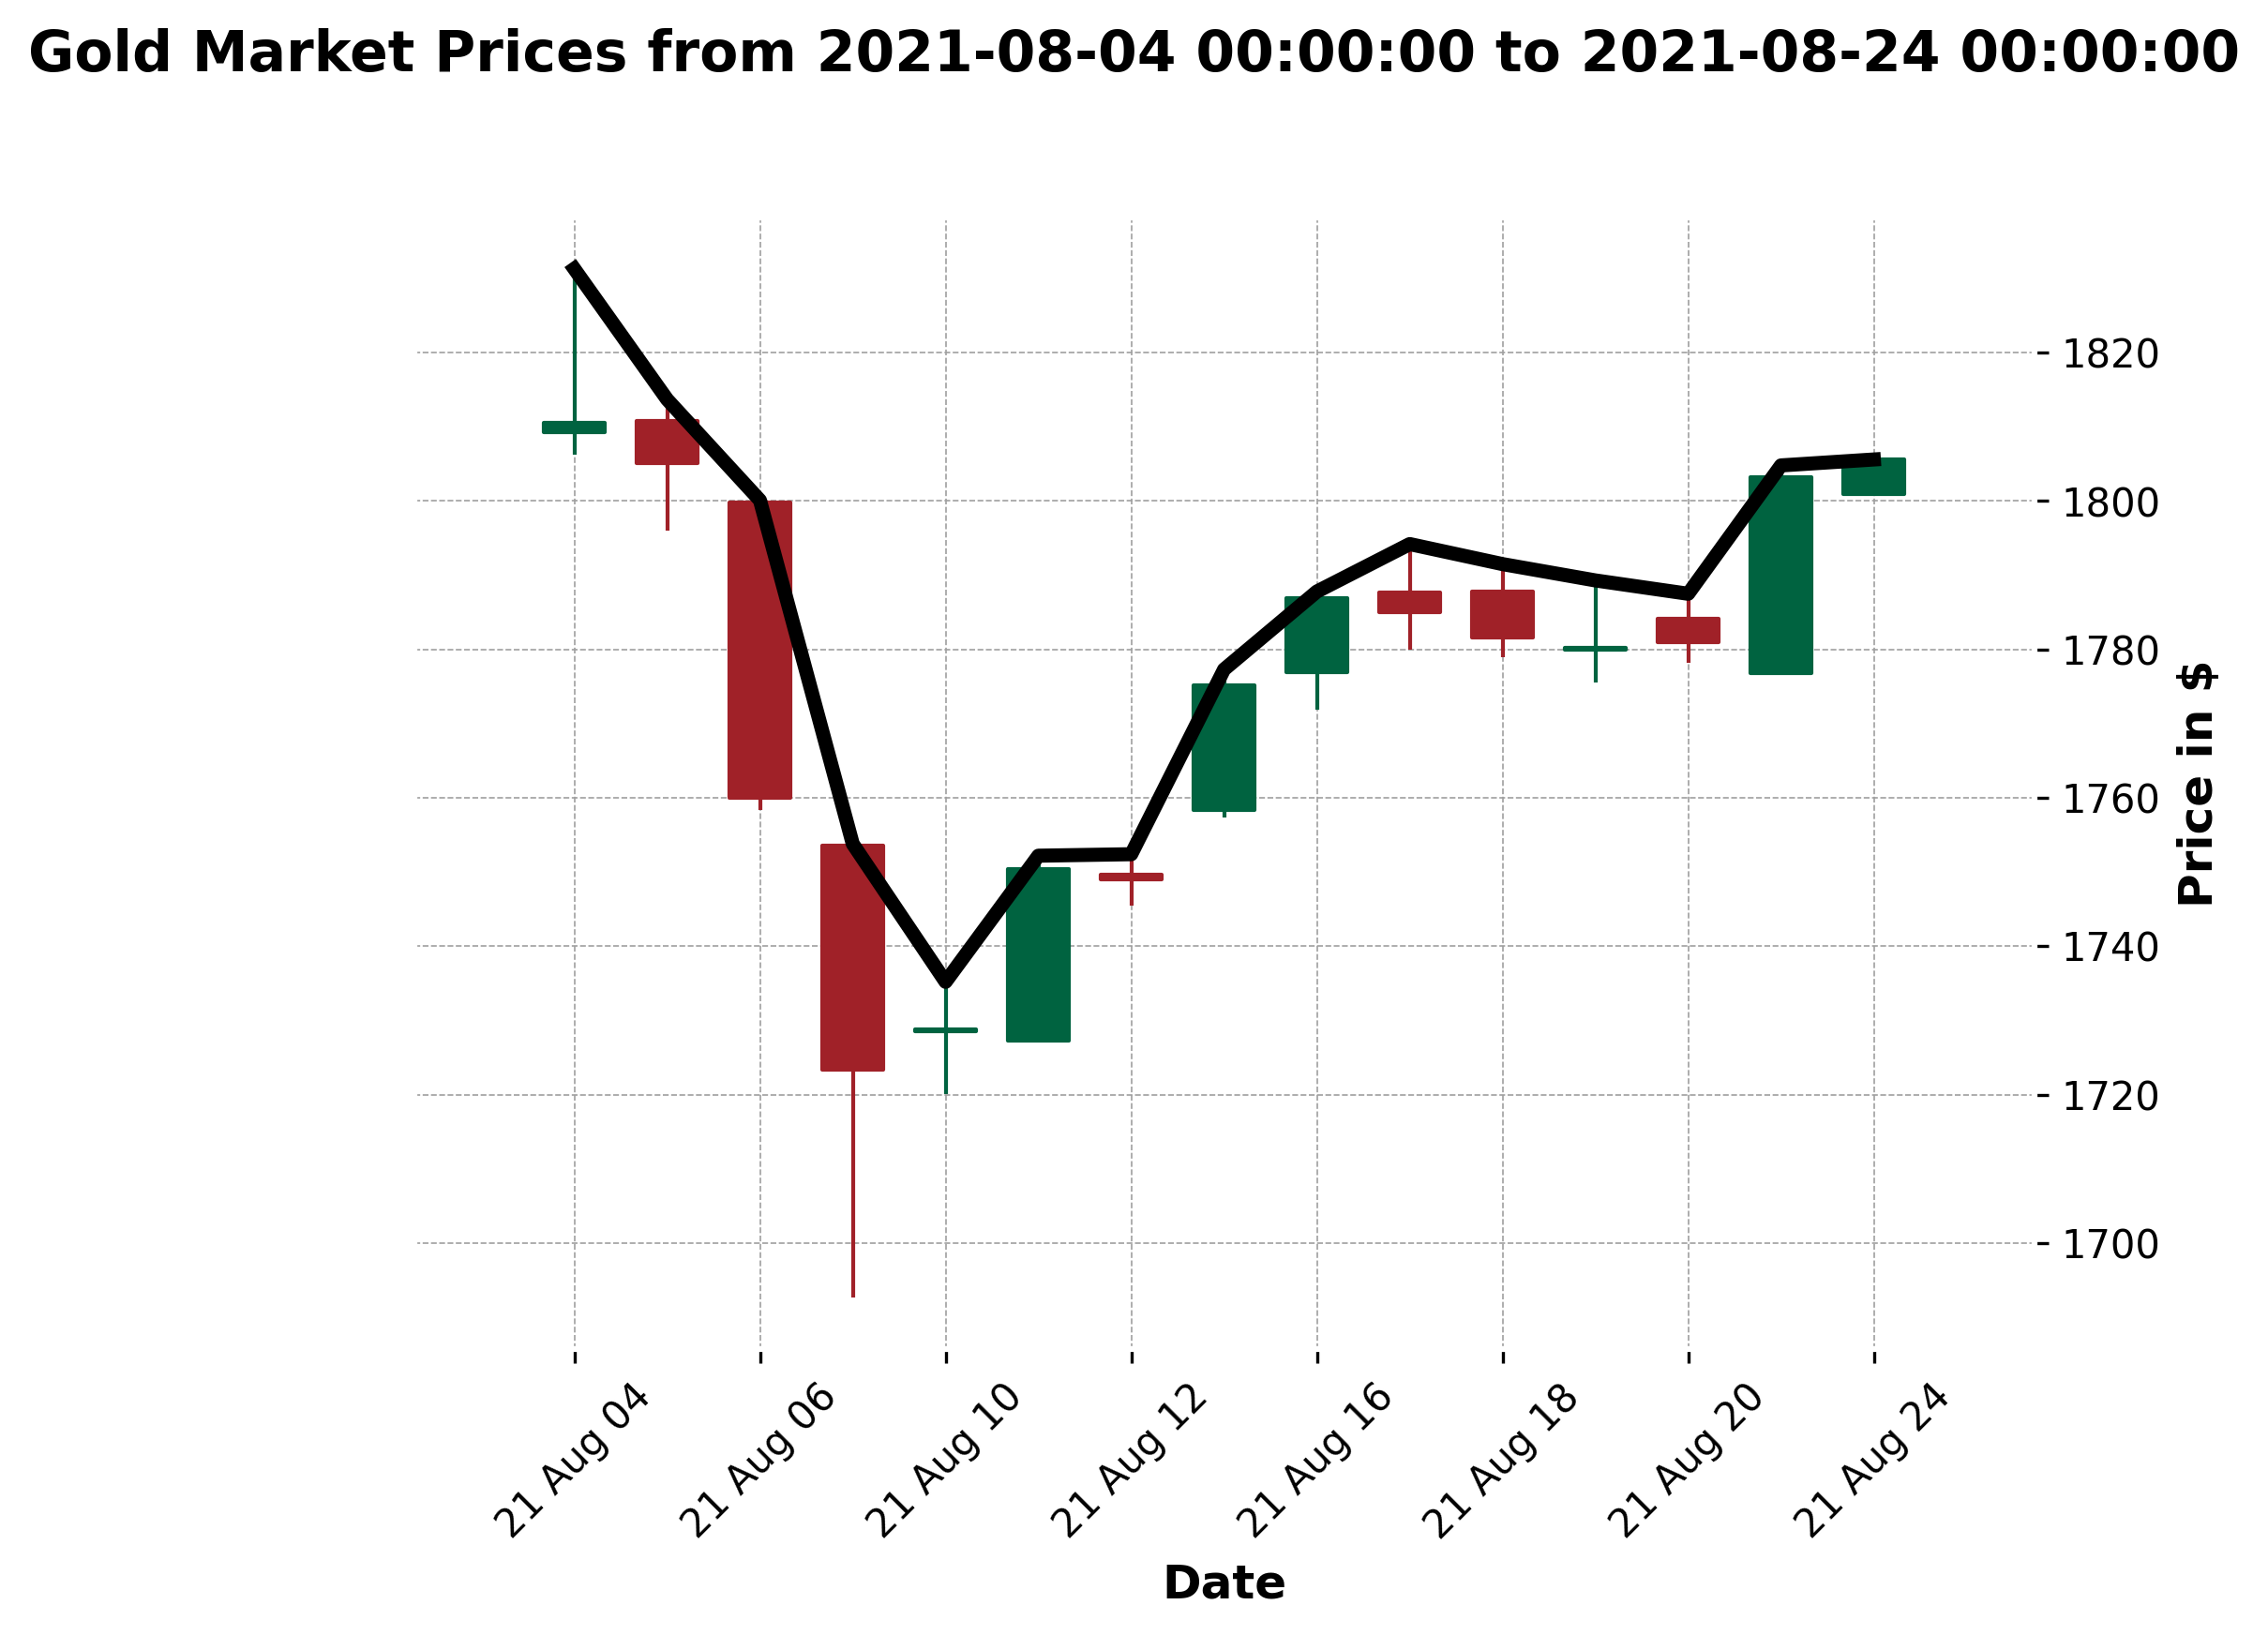 Gold Market Prices from 2021-08-04 00:00:00 to 2021-08-24 00:00:00
1820
1800
1780
1760
1740
1720
1700
Price in $
21 Aug 04
21 Aug 06
21 Aug 10
21 Aug 12
21 Aug 16
21 Aug 18
21 Aug 20
21 Aug 24
Date